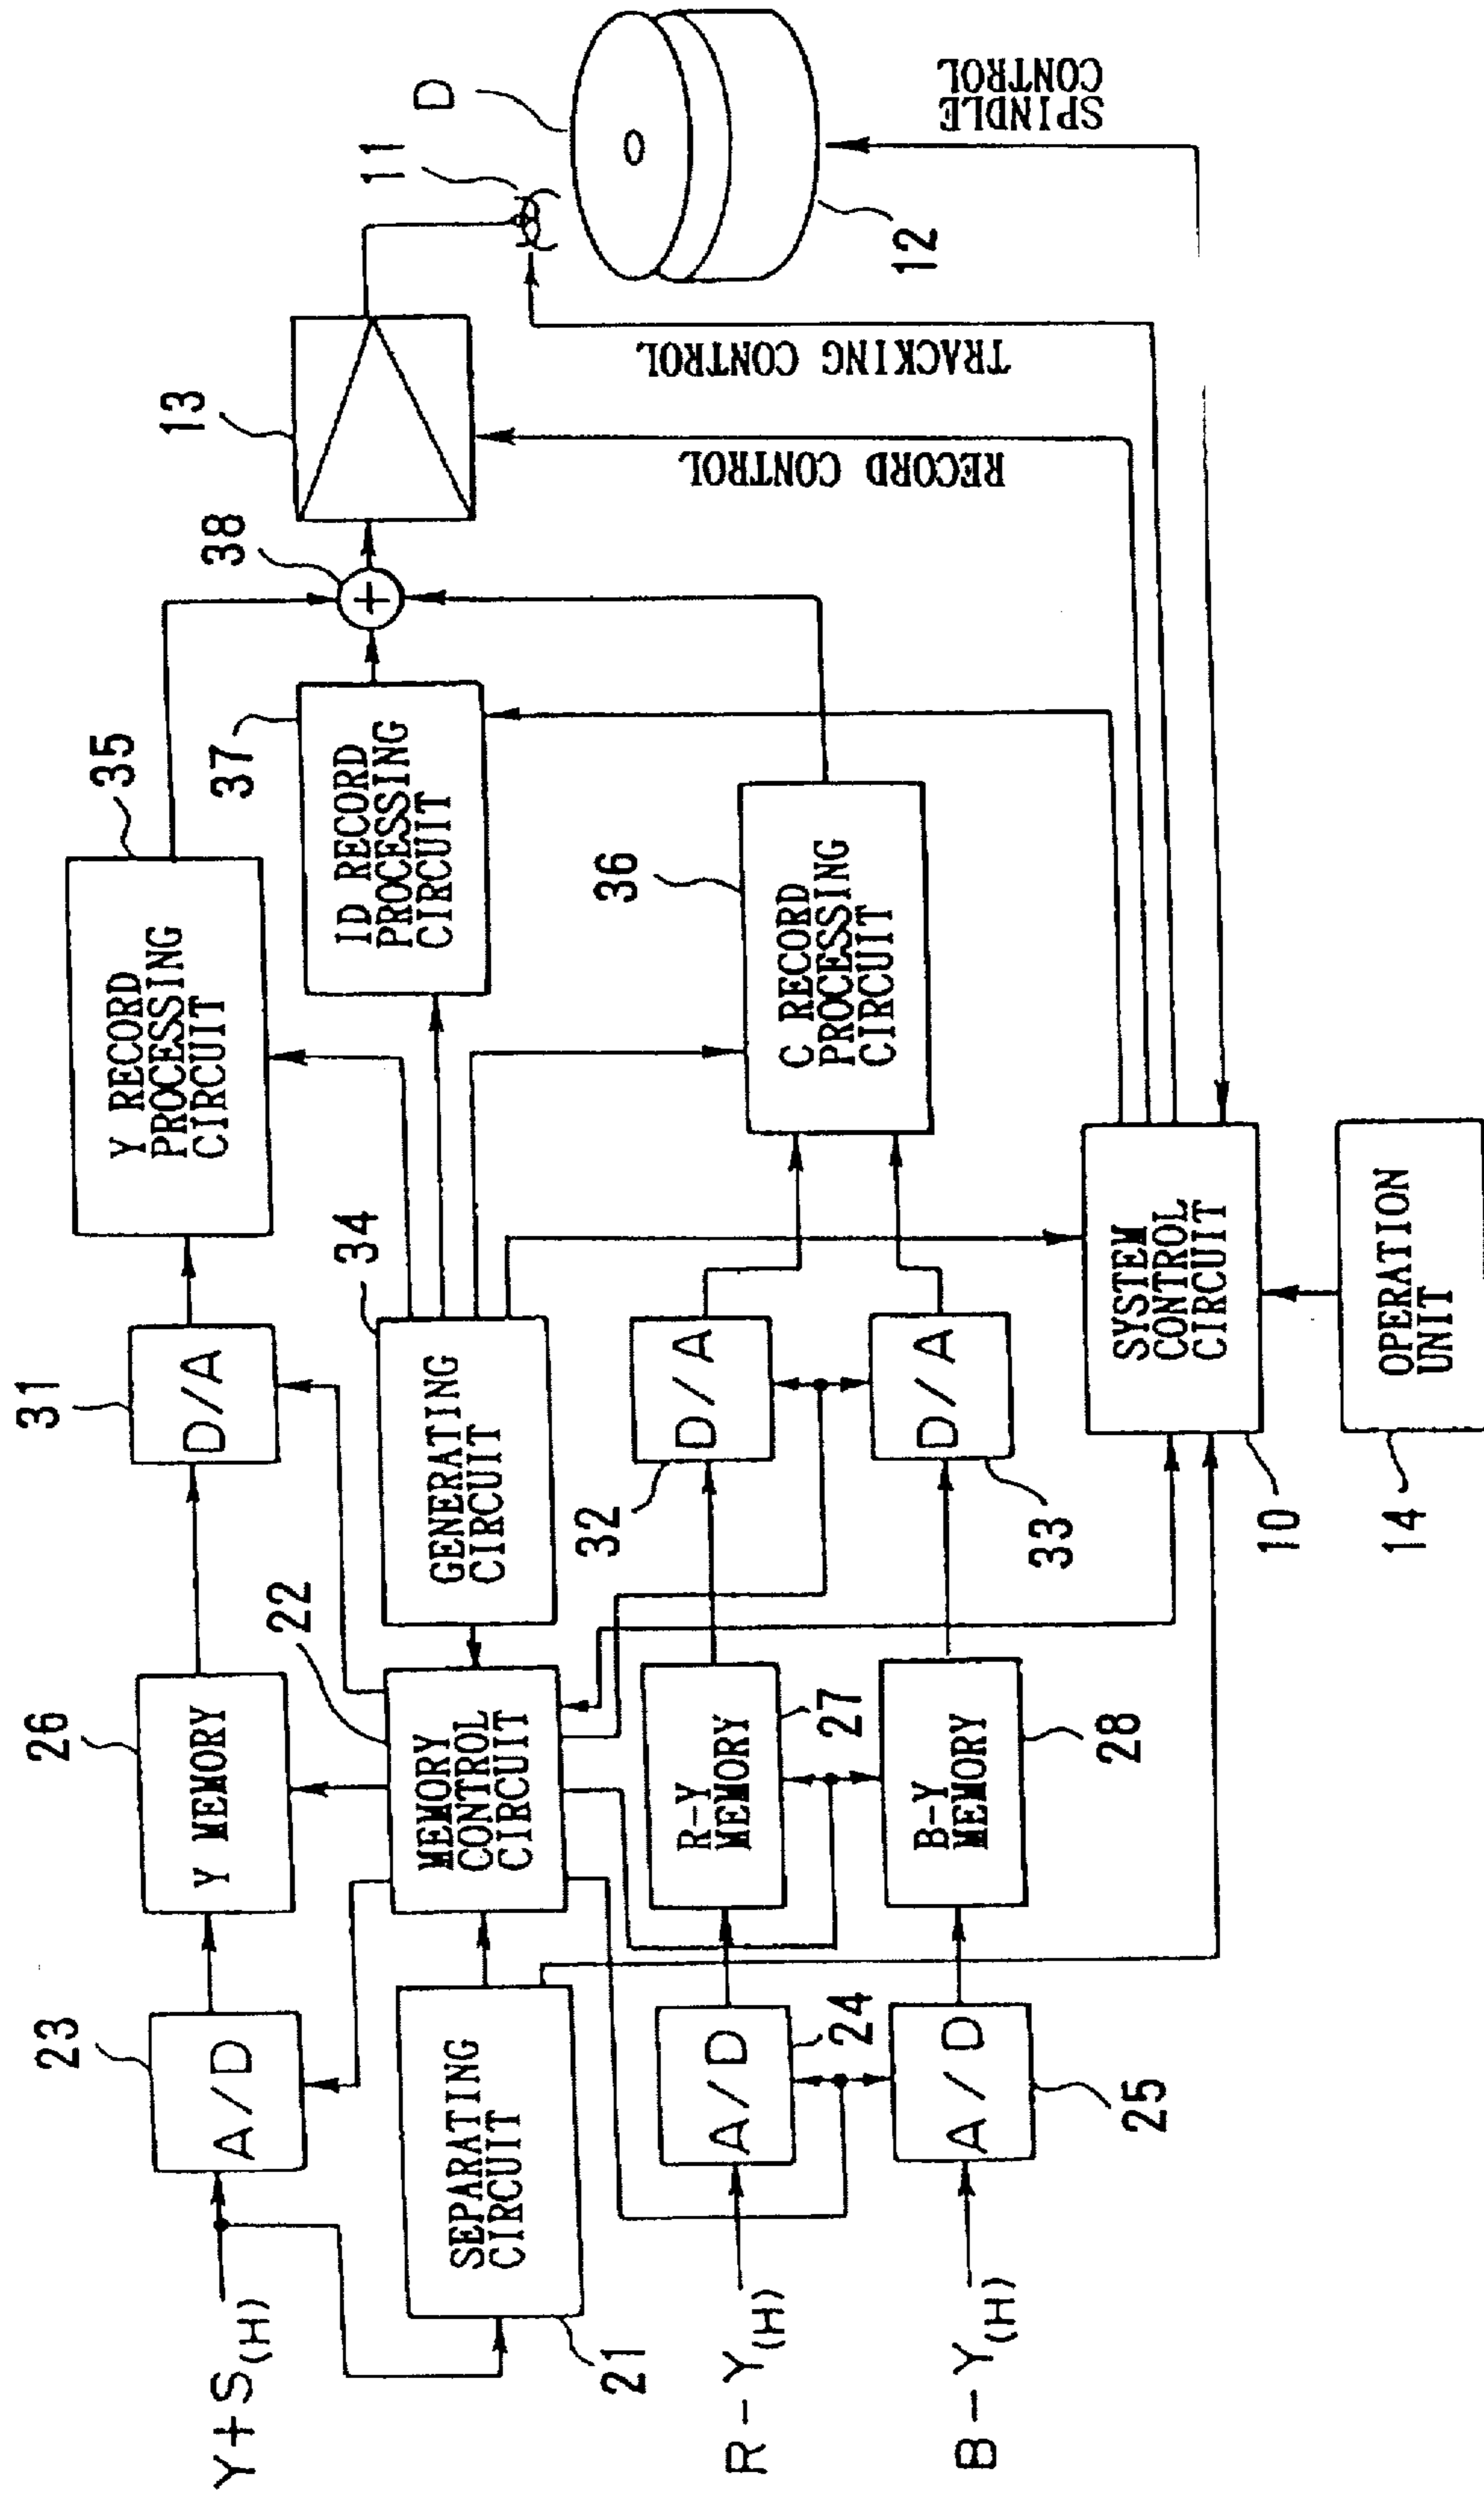 Y+S(H)
23
A/D
26
Y MEMORY
31
D/A
35
Y RECORD
PROCESSING
CIRCUIT
21
SEPARATING
CIRCUIT
22
MEMORY
CONTROL
CIRCUIT
34
GENERATING
CIRCUIT
37
ID RECORD
PROCESSING
CIRCUIT
38
+
13
11
D
12
R-Y(H)
24
A/D
27
R-Y
MEMORY
32
D/A
36
C RECORD
PROCESSING
CIRCUIT
RECORD CONTROL
TRACKING CONTROL
SPINDLE
CONTROL
B-Y(H)
25
A/D
28
B-Y
MEMORY
33
D/A
10
SYSTEM
CONTROL
CIRCUIT
14
OPERATION
UNIT